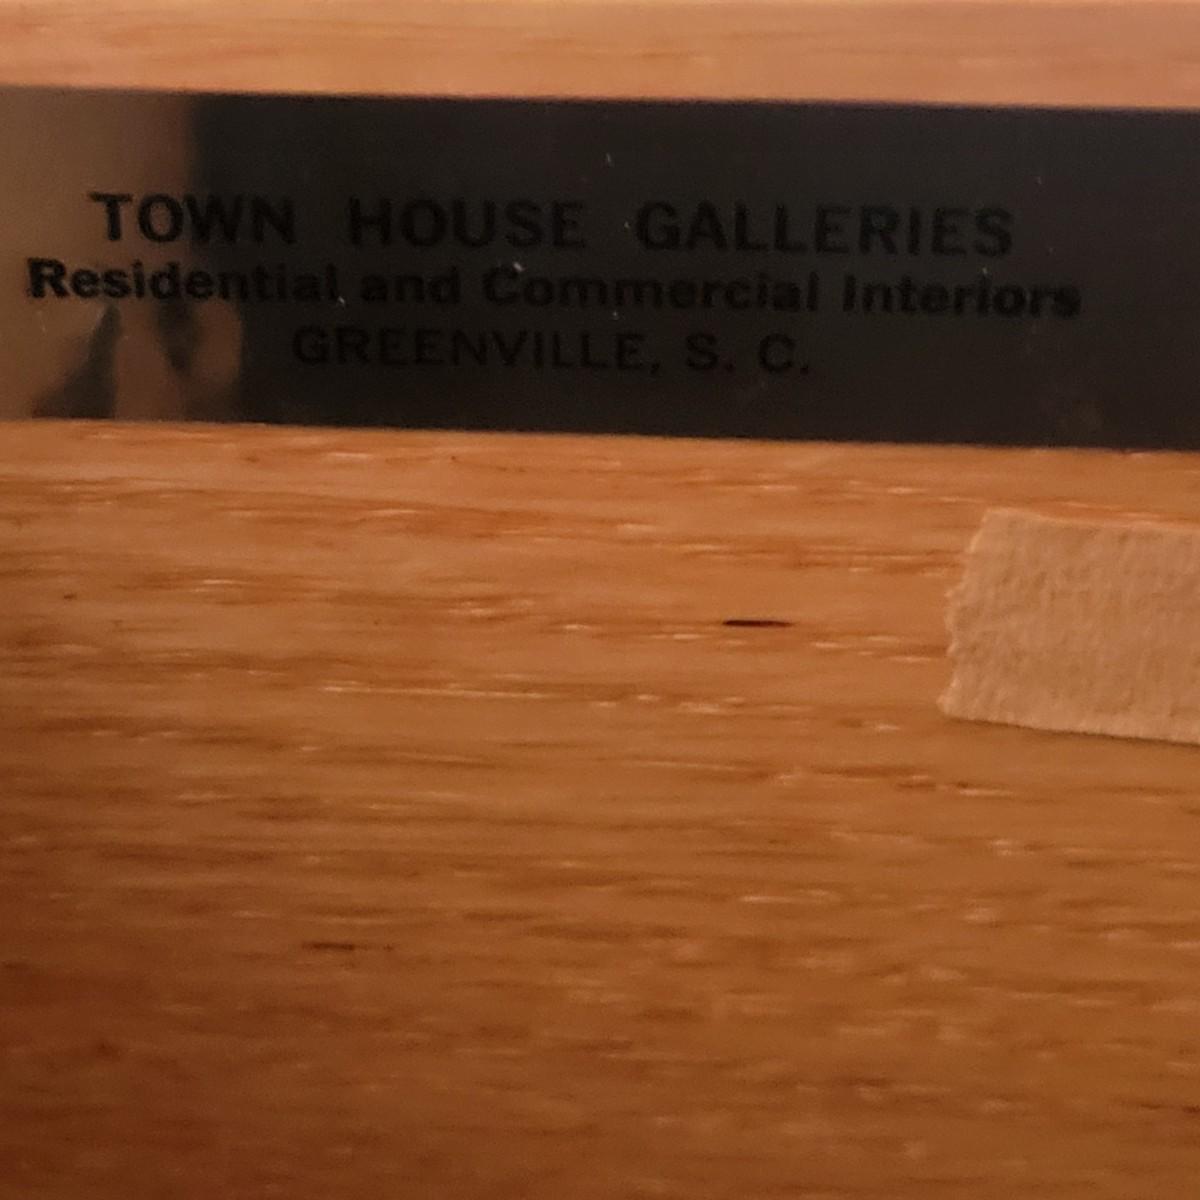 TOWN HOUSE GALLERIES
Residential and Commercial Interiors
GREENVILLE, S. C.